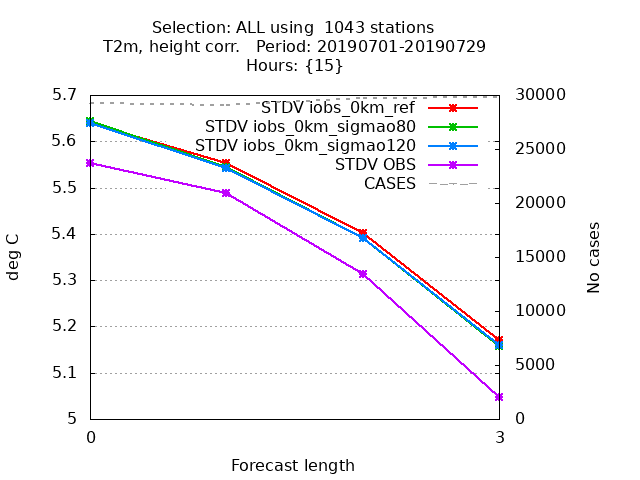 Selection: ALL using  1043 stations
T2m, height corr.   Period: 20190701-20190729
Hours: {15}
5.7
5.6
5.5
5.4
5.3
5.2
5.1
5
deg C
STDV iobs_0km_ref
STDV iobs_0km_sigmao80
STDV iobs_0km_sigmao120
STDV OBS
CASES
30000
25000
20000
15000
10000
5000
0
No cases
0
3
Forecast length